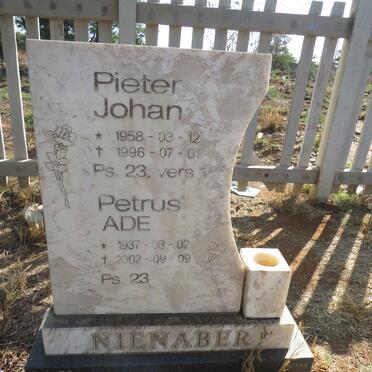 Pieter
Johan
* 1958 - 03 - 12
† 1996 - 07 - 01
Ps. 23. vers 1
Petrus
ADE
* 1937 - 03 - 02
† 2002 - 09 - 09
Ps 23
NIENABER